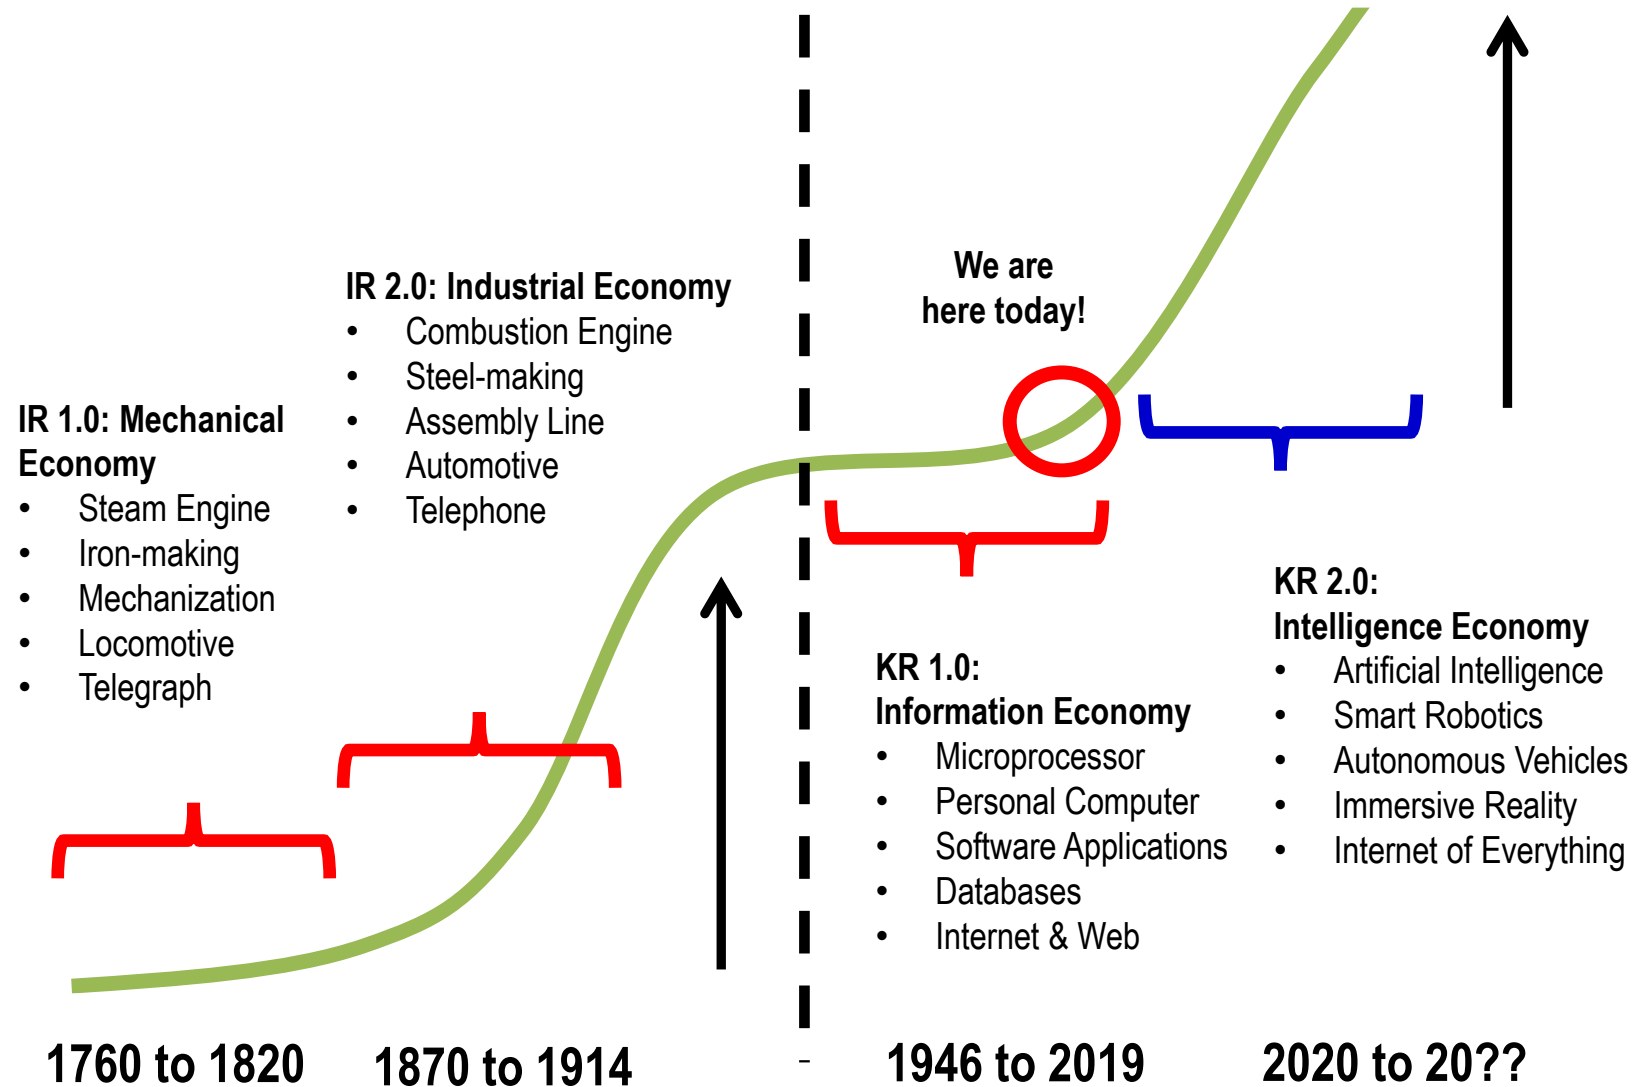 IR 1.0: Mechanical
Economy
• Steam Engine
• Iron-making
• Mechanization
• Locomotive
• Telegraph
IR 2.0: Industrial Economy
• Combustion Engine
• Steel-making
• Assembly Line
• Automotive
• Telephone
We are
here today!
KR 1.0:
Information Economy
• Microprocessor
• Personal Computer
• Software Applications
• Databases
• Internet & Web
KR 2.0:
Intelligence Economy
• Artificial Intelligence
• Smart Robotics
• Autonomous Vehicles
• Immersive Reality
• Internet of Everything
1760 to 1820
1870 to 1914
1946 to 2019
2020 to 20??